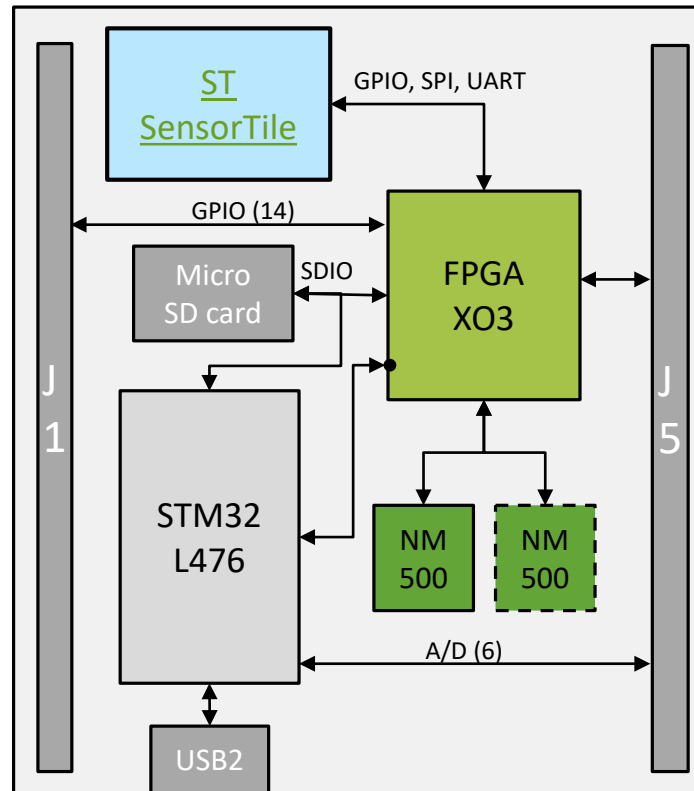 ST
SensorTile
GPIO, SPI, UART
GPIO (14)
Micro
SD card
SDIO
FPGA
XO3
J
1
J
5
STM32
L476
NM
500
NM
500
A/D (6)
USB2